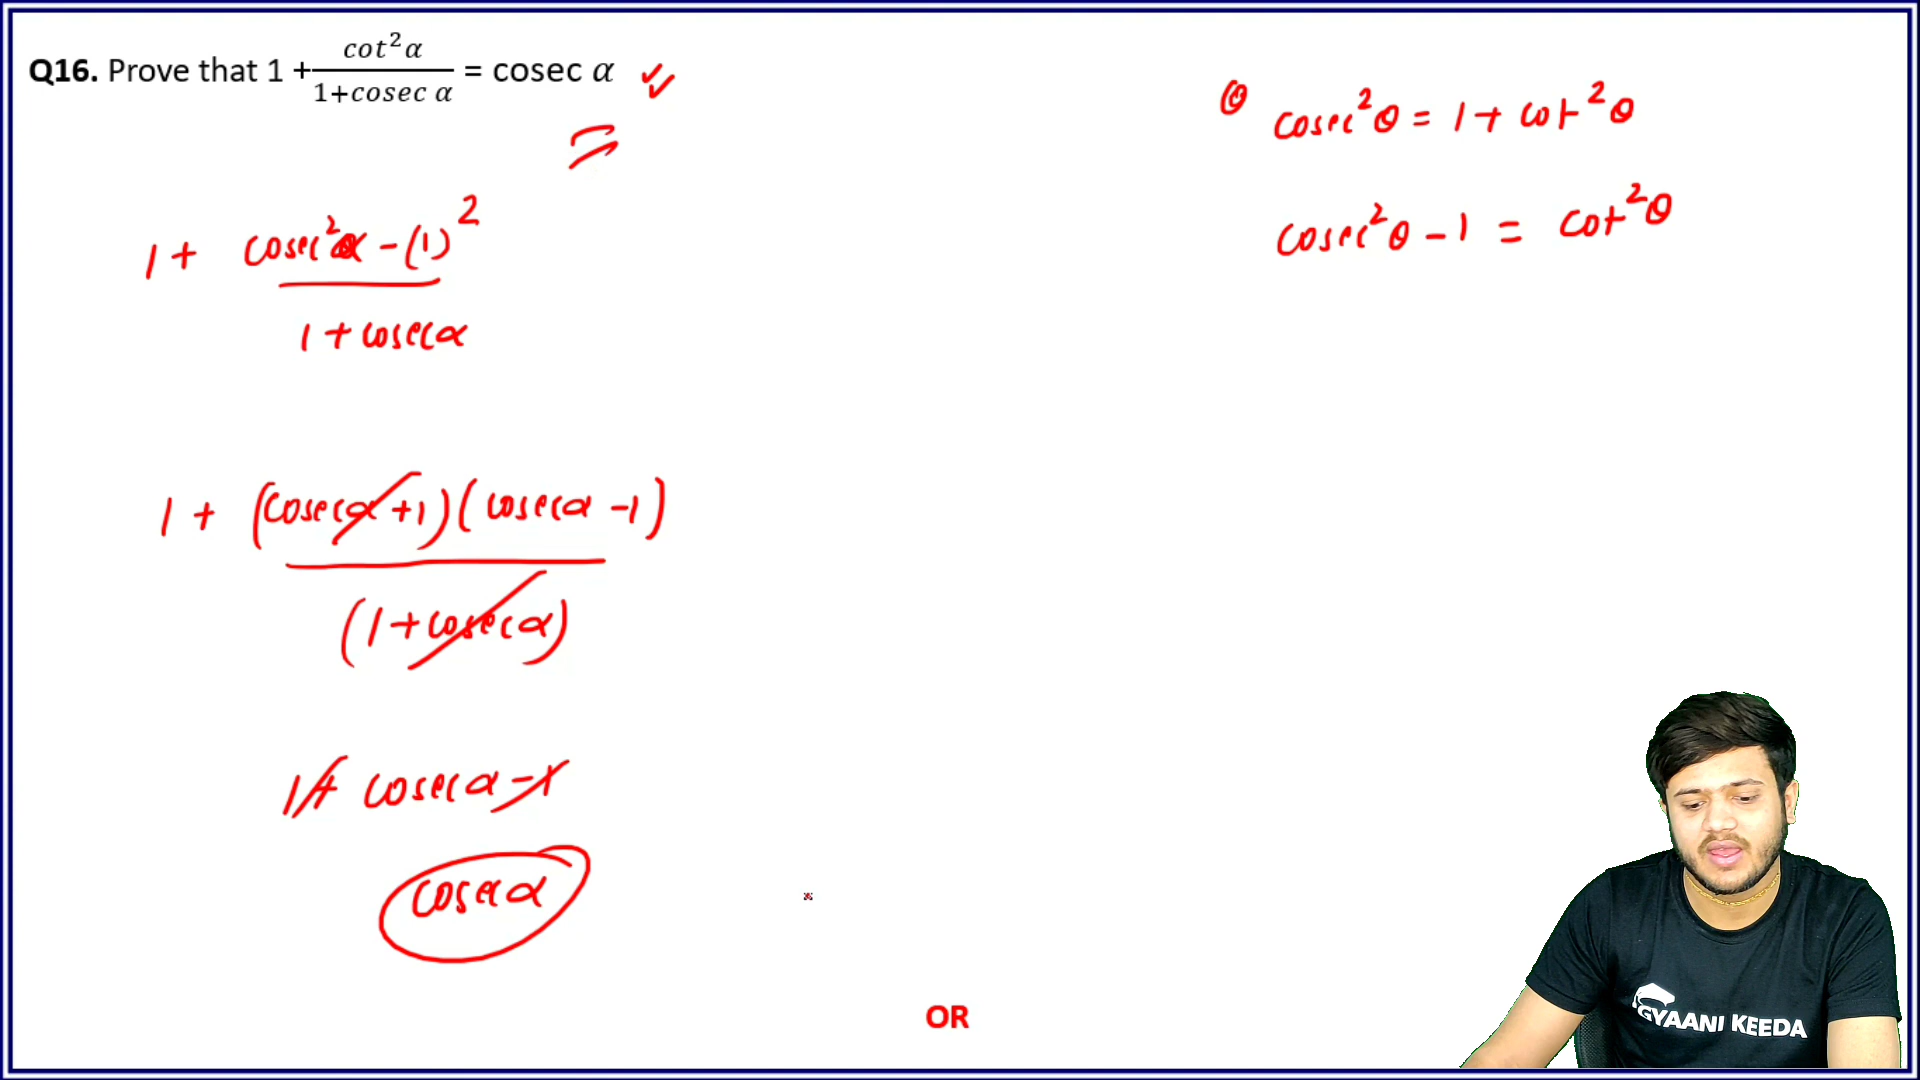 Q16. Prove that 1 + cot²α / 1+cosec α = cosec α
cosec²θ = 1 + cot²θ
cosec²θ - 1 = cot²θ
1 + cosec²α - (1)²
1 + cosecα
1 + (cosecα + 1)(cosecα - 1)
(1 + cosecα)
1 + cosecα - 1
cosecα
OR
GYAANI KEEDA